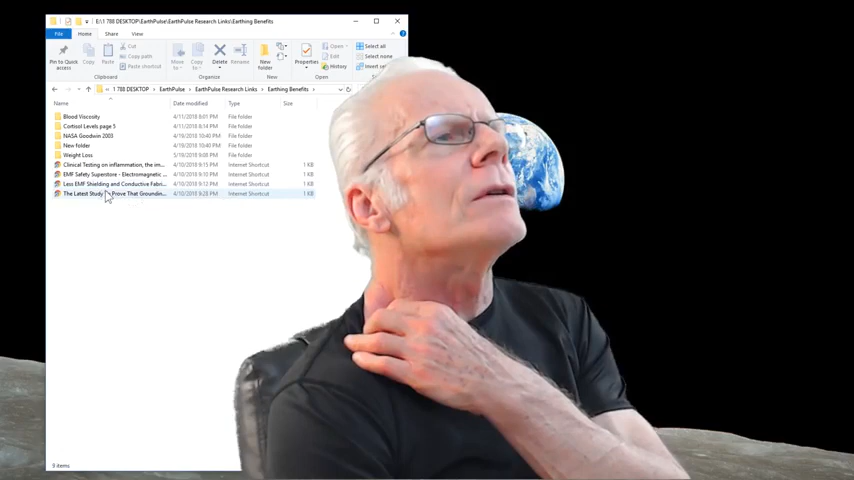 E:\1 788 DESKTOP\EarthPulse\EarthPulse Research Links\Earthing Benefits
File Home Share View
Pin to Quick access
Copy
Paste
Cut
Copy path
Paste shortcut
Move to
Copy to
Delete
Rename
New folder
Properties
Open
Edit
History
Select all
Select none
Clipboard Organize New
1 788 DESKTOP EarthPulse EarthPulse Research Links Earthing Benefits
Name Date modified Type Size
Blood Viscosity 4/11/2018 8:01 PM File folder
Cortisol Levels page 5 4/11/2018 8:14 PM File folder
NASA Goodwin 2003 4/19/2018 10:40 PM File folder
New folder 4/19/2018 10:40 PM File folder
Weight Loss 5/19/2018 9:08 PM File folder
Clinical Testing on inflammation, the im... 4/10/2018 9:15 PM Internet Shortcut 1 KB
EMF Safety Superstore - Electromagnetic ... 4/10/2018 9:10 PM Internet Shortcut 1 KB
Less EMF Shielding and Conductive Fabri... 4/10/2018 9:12 PM Internet Shortcut 1 KB
The Latest Study Prove That Groundin... 4/10/2018 9:28 PM Internet Shortcut 1 KB
9 items